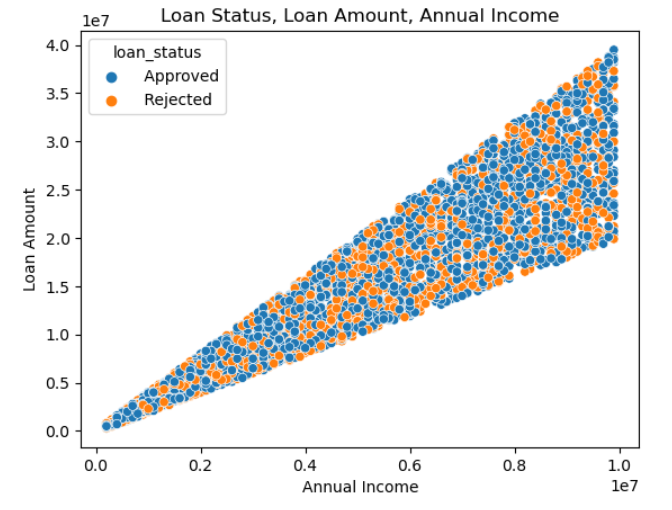 Loan Status, Loan Amount, Annual Income
1e7
loan_status
Approved
Rejected
4.0
3.5
3.0
2.5
2.0
1.5
1.0
0.5
0.0
Loan Amount
0.0 0.2 0.4 0.6 0.8 1.0
1e7
Annual Income